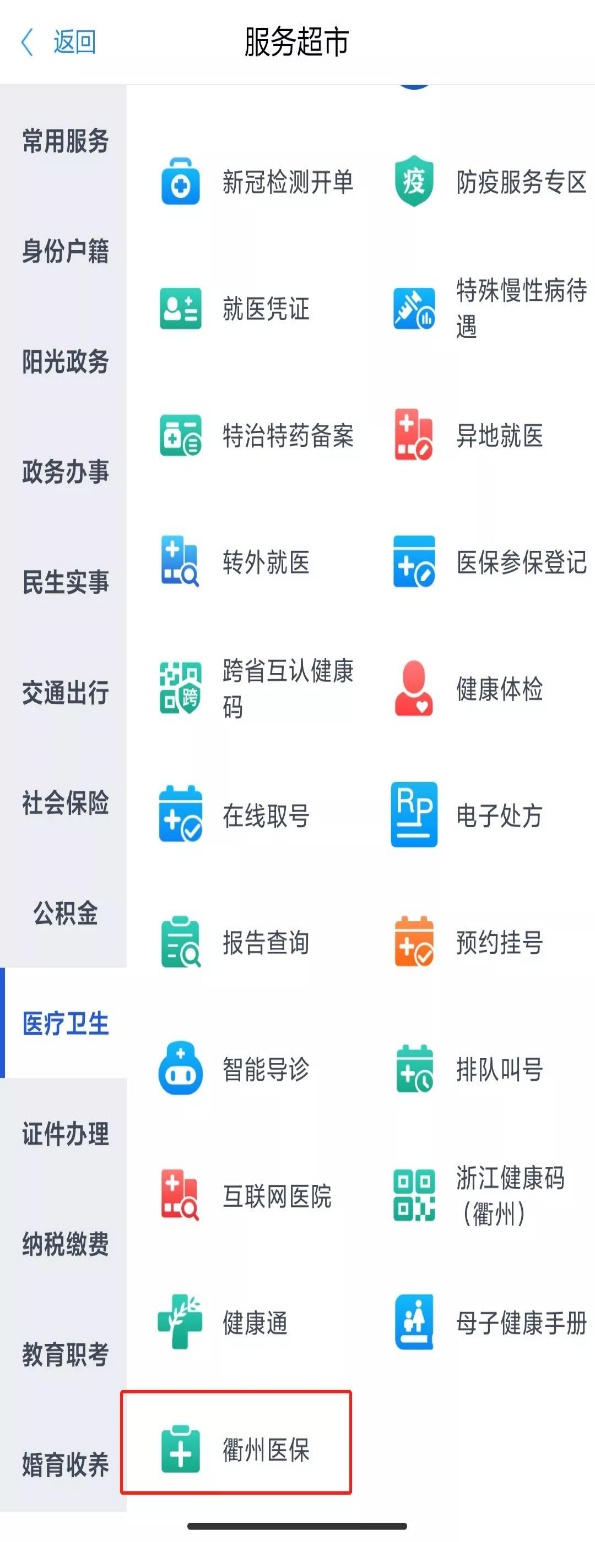 返回
服务超市
常用服务
身份户籍
阳光政务
政务办事
民生实事
交通出行
社会保险
公积金
医疗卫生
证件办理
纳税缴费
教育职考
婚育收养
新冠检测开单
疫
防疫服务专区
就医凭证
特殊慢性病待
遇
特治特药备案
异地就医
转外就医
医保参保登记
跨
跨省互认健康
码
健康体检
在线取号
RP
电子处方
报告查询
预约挂号
智能导诊
排队叫号
互联网医院
浙江健康码
（衢州）
健康通
母子健康手册
衢州医保